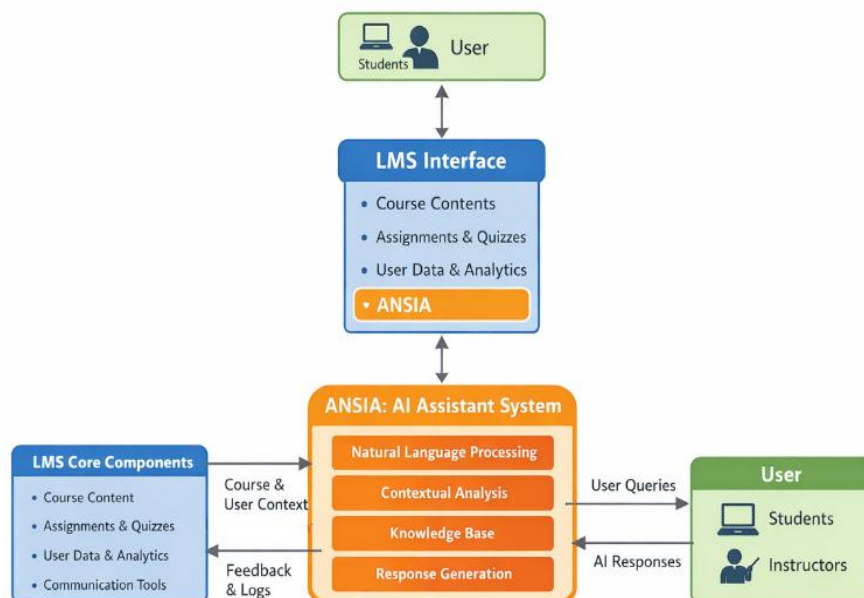 User
Students
LMS Interface
• Course Contents
• Assignments & Quizzes
• User Data & Analytics
• ANSIA
ANSIA: AI Assistant System
Natural Language Processing
Contextual Analysis
Knowledge Base
Response Generation
LMS Core Components
• Course Content
• Assignments & Quizzes
• User Data & Analytics
• Communication Tools
Course &
User Context
Feedback
& Logs
User Queries
AI Responses
User
Students
Instructors